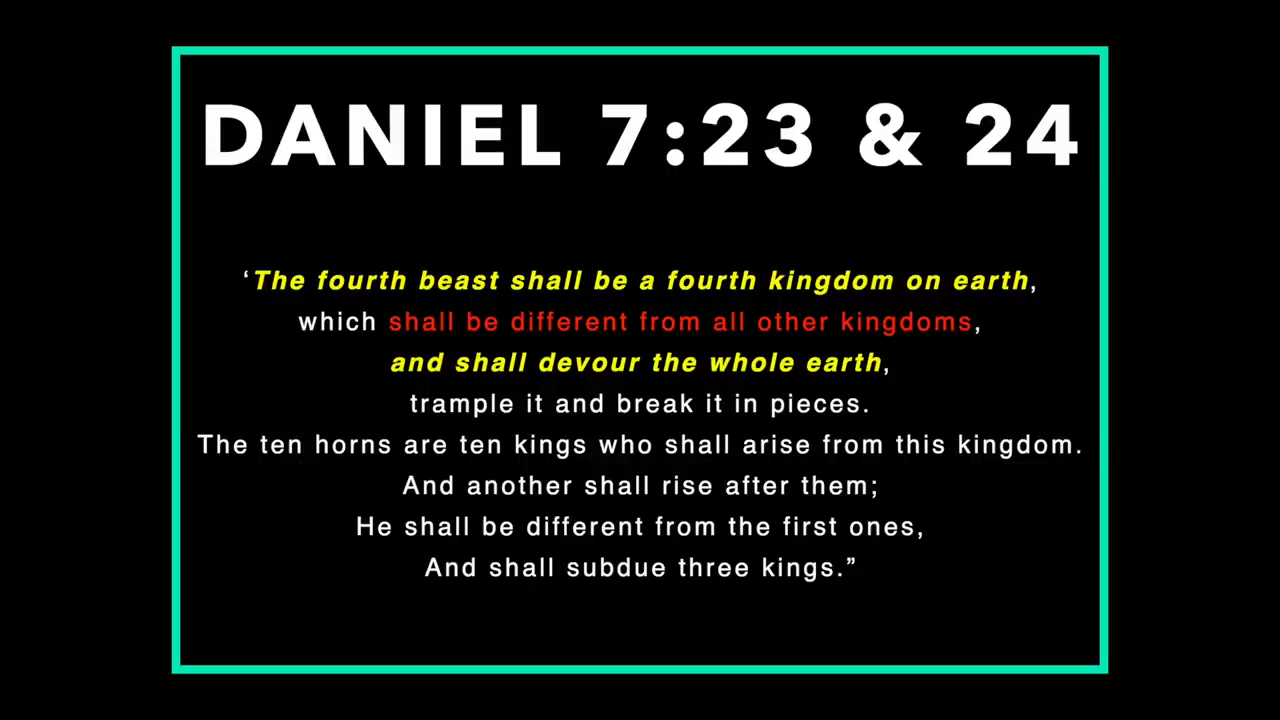 DANIEL 7:23 & 24
‘The fourth beast shall be a fourth kingdom on earth,
which shall be different from all other kingdoms,
and shall devour the whole earth,
trample it and break it in pieces.
The ten horns are ten kings who shall arise from this kingdom.
And another shall rise after them;
He shall be different from the first ones,
And shall subdue three kings.”